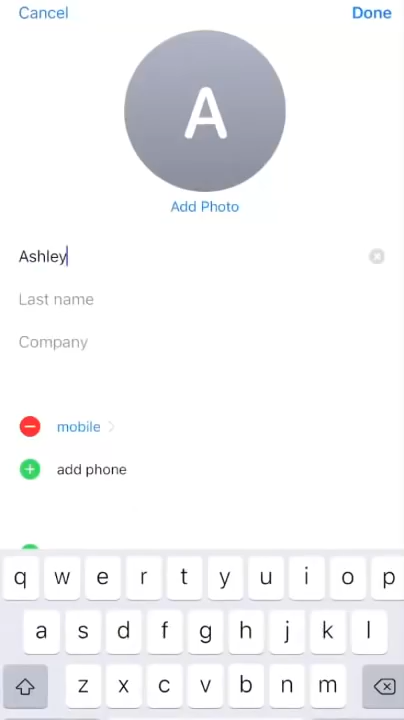 Cancel Done
A
Add Photo
Ashley
Last name
Company
mobile
add phone
q w e r t y u i o p
a s d f g h j k l
z x c v b n m